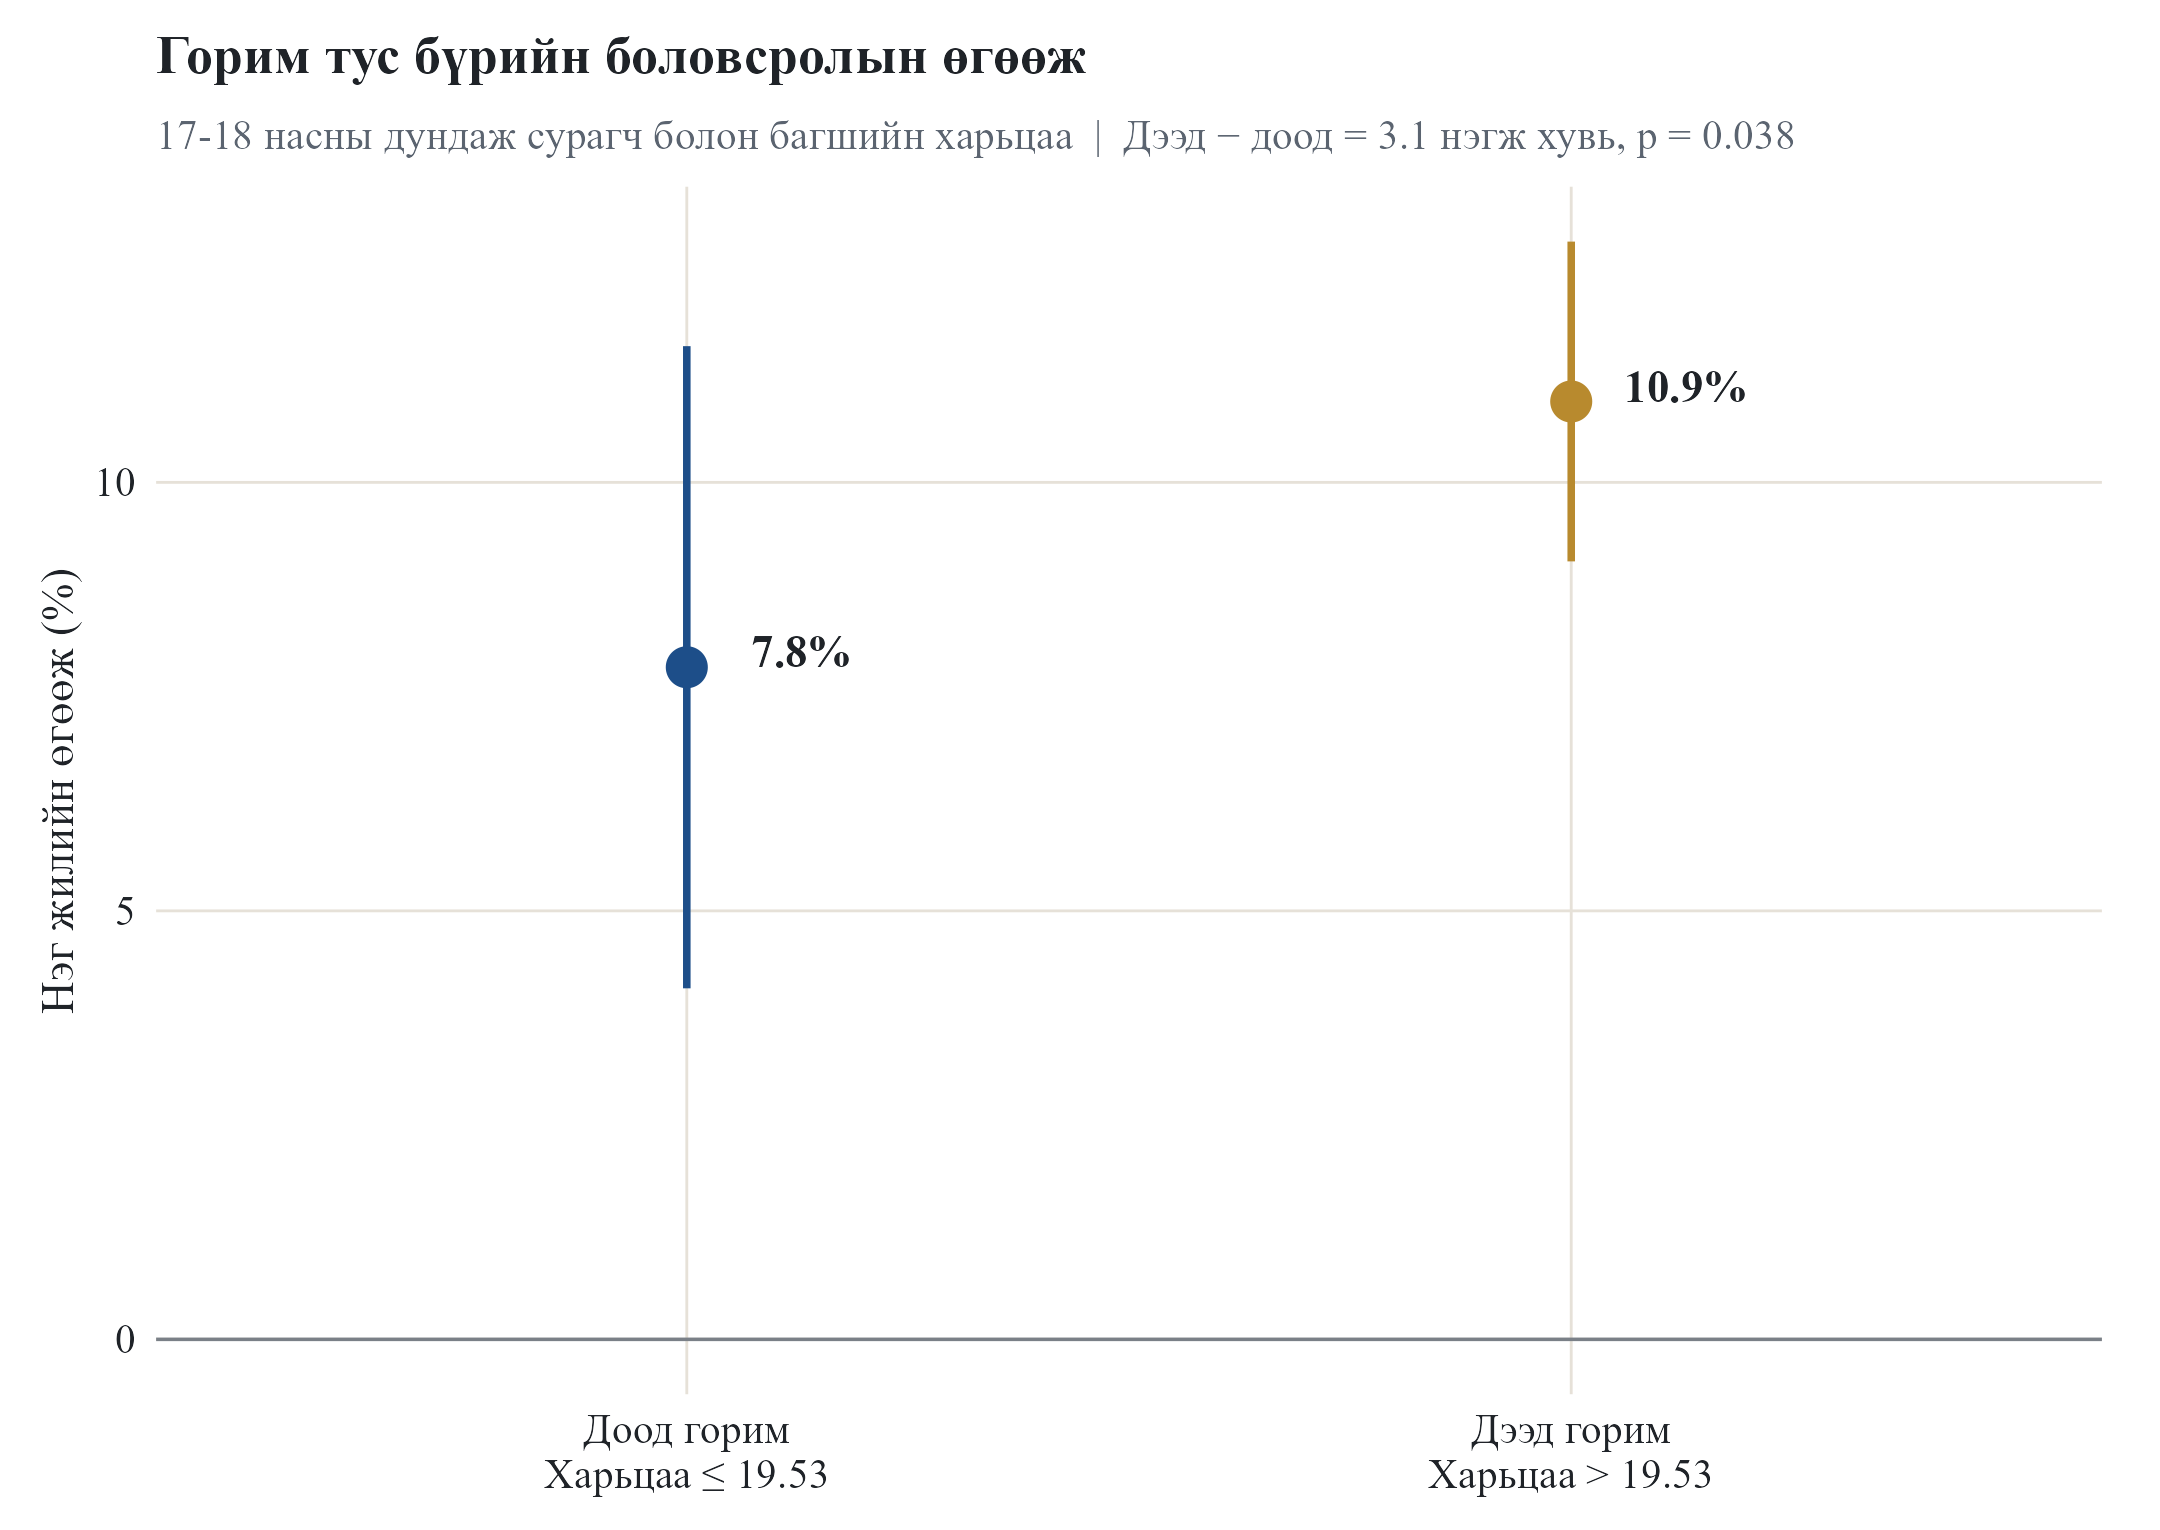 Горим тус бүрийн боловсролын өгөөж
17-18 насны дундаж сурагч болон багшийн харьцаа | Дээд − доод = 3.1 нэгж хувь, p = 0.038
10.9%
10
Нэг жилийн өгөөж (%)
7.8%
5
0
Доод горим
Харьцаа ≤ 19.53
Дээд горим
Харьцаа > 19.53